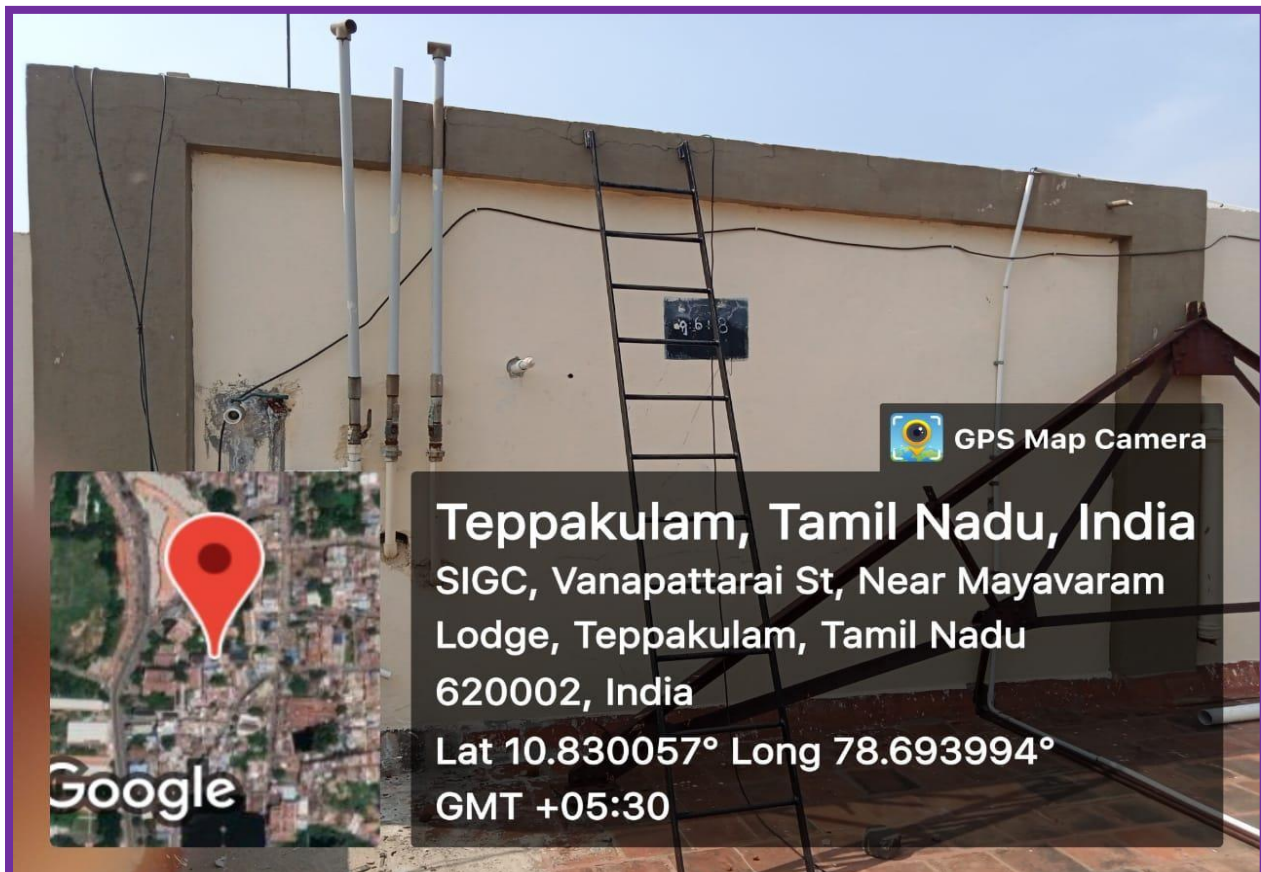 GPS Map Camera
Teppakulam, Tamil Nadu, India
SIGC, Vanapattarai St, Near Mayavaram
Lodge, Teppakulam, Tamil Nadu
620002, India
Lat 10.830057° Long 78.693994°
GMT +05:30
Google